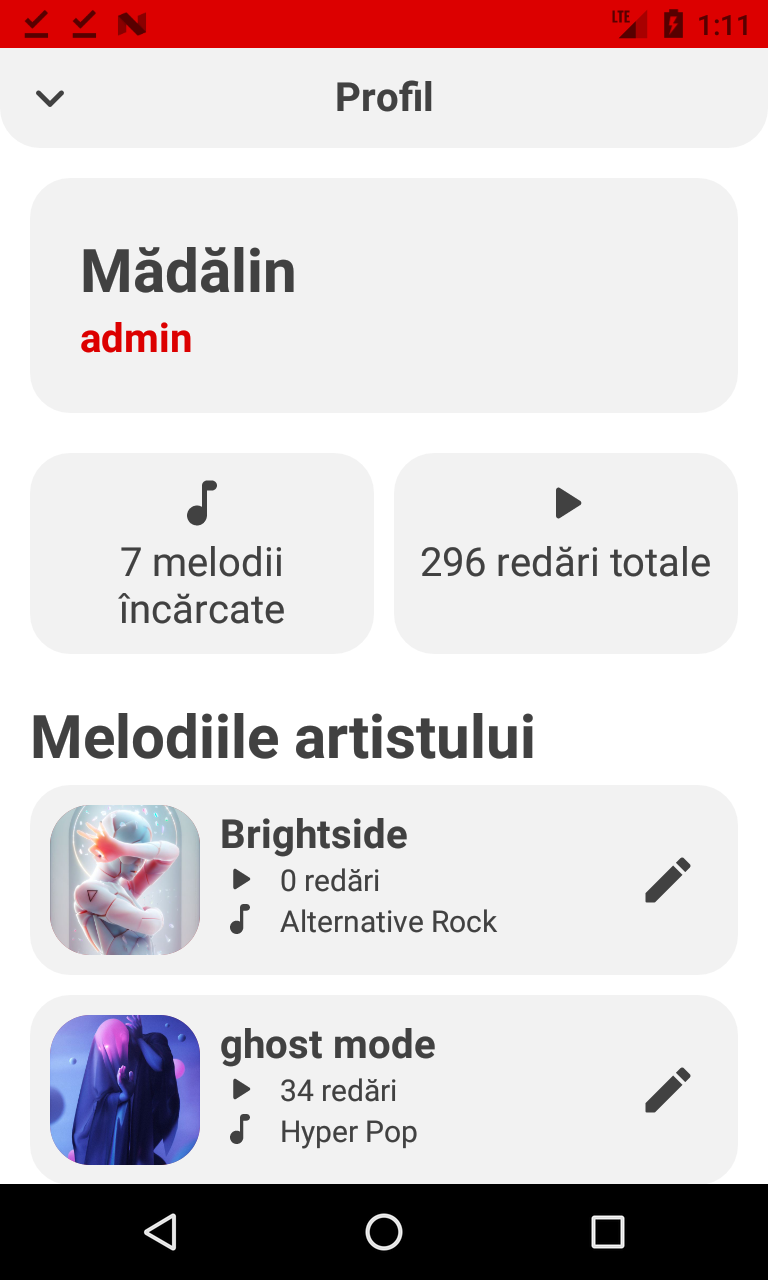 LTE 1:11
Profil
Mădălin
admin
7 melodii
încărcate
296 redări totale
Melodiile artistului
Brightside
0 redări
Alternative Rock
ghost mode
34 redări
Hyper Pop